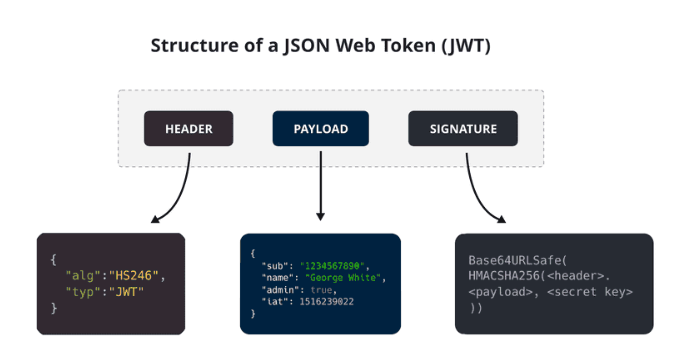 Structure of a JSON Web Token (JWT)
HEADER
PAYLOAD
SIGNATURE
{
"alg":"HS246",
"typ":"JWT"
}
{
"sub": "1234567890",
"name": "George White",
"admin": true,
"iat": 1516239022
}
Base64URLSafe(
HMACSHA256(<header>.
<payload>, <secret key>
))